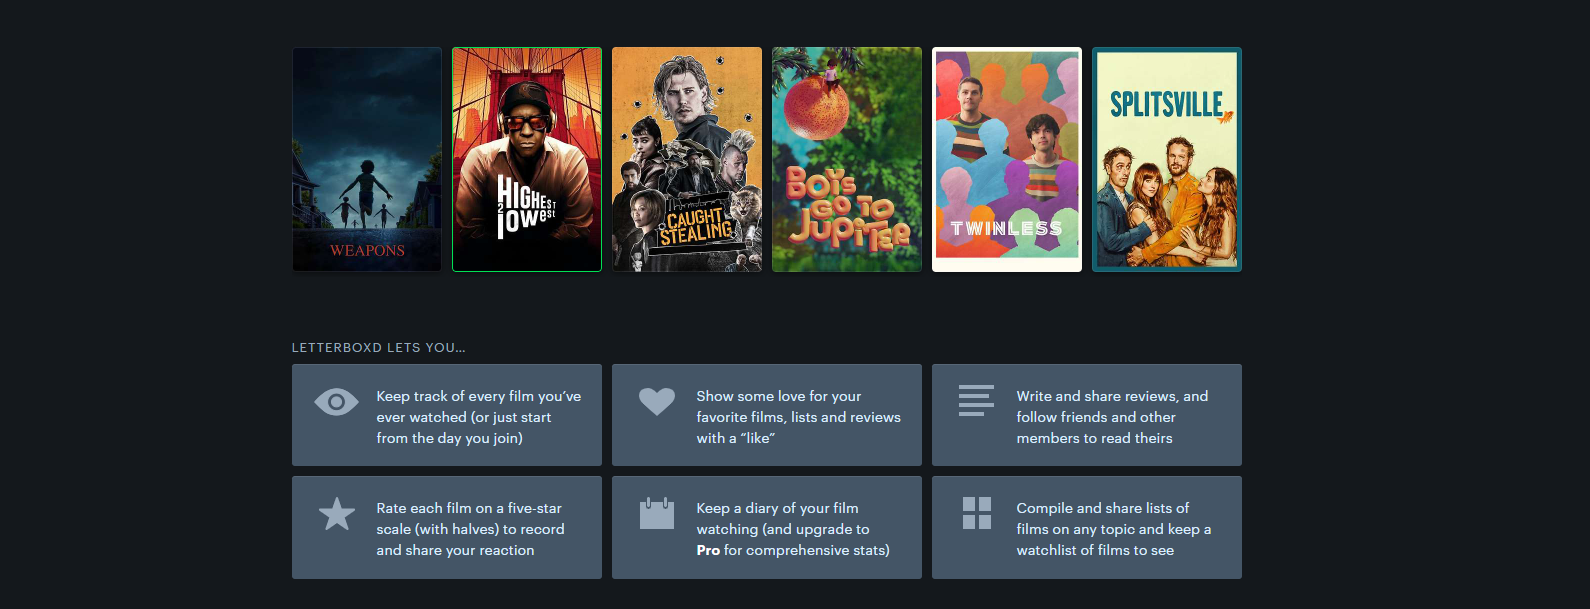 WEAPONS
HIGHEST
2
lowest
CAUGHT
STEALING
BOYS
GO TO
JUPITER
TWINLESS
SPLITSVILLE
LETTERBOXD LETS YOU...
Keep track of every film you’ve
ever watched (or just start
from the day you join)
Show some love for your
favorite films, lists and reviews
with a “like”
Write and share reviews, and
follow friends and other
members to read theirs
Rate each film on a five-star
scale (with halves) to record
and share your reaction
Keep a diary of your film
watching (and upgrade to
Pro for comprehensive stats)
Compile and share lists of
films on any topic and keep a
watchlist of films to see